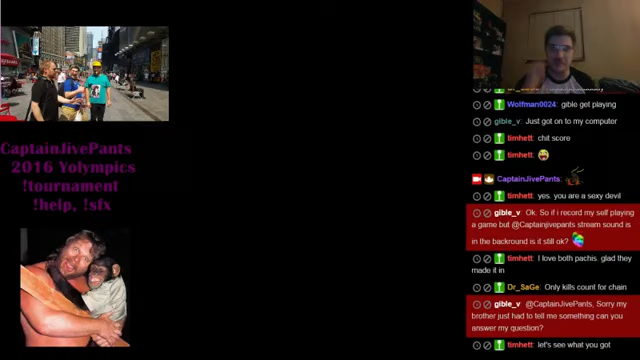 CaptainJivePants
2016 Yolympics
!tournament
!help, !sfx
Wolfman0024: gible get playing
gible_v: Just got on to my computer
timhett: chit score
timhett:
CaptainJivePants:
timhett: yes. you are a sexy devil
gible_v: Ok. So if i record my self playing
a game but @Captainjivepants stream sound is
in the backround is it still ok?
timhett: I love both pachis. glad they
made it in
Dr_SaGe: Only kills count for chain
gible_v: @CaptainJivePants, Sorry my
brother just had to tell me something can you
answer my question?
timhett: let's see what you got